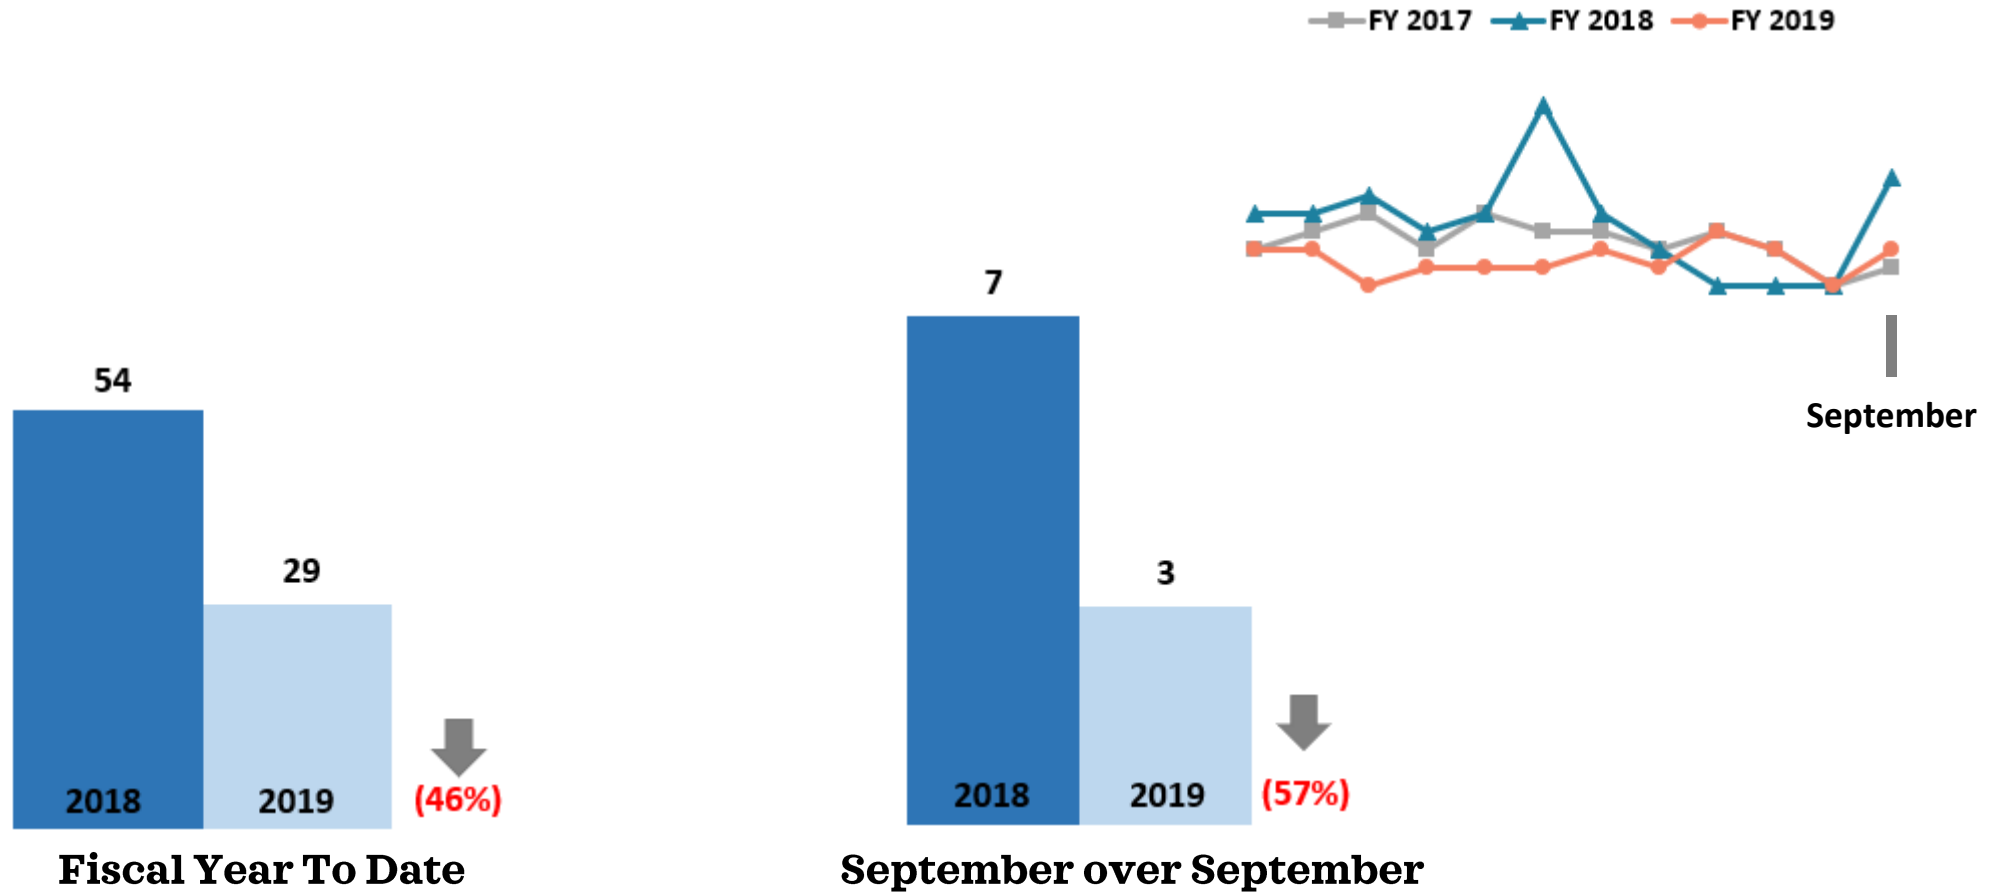 FY 2017 FY 2018 FY 2019
September
54
29
2018 2019 (46%)
Fiscal Year To Date
7
3
2018 2019 (57%)
September over September